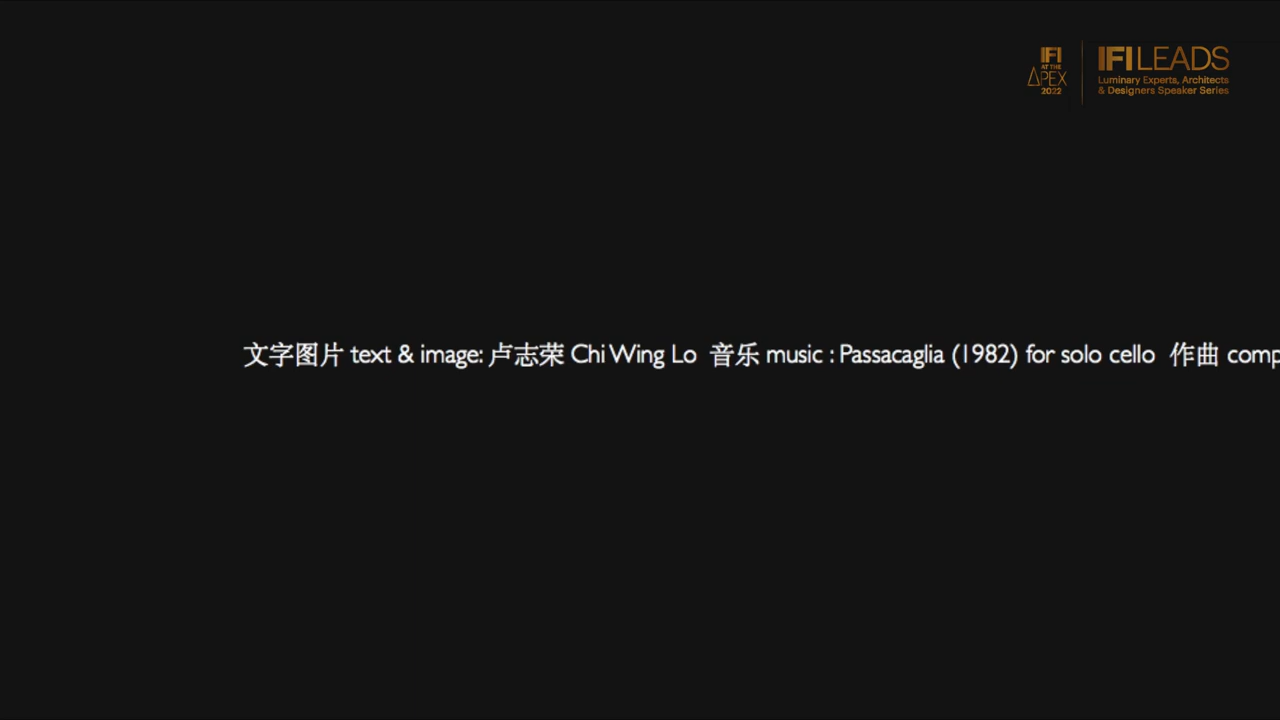 IFI
AT THE
APEX
2022
IFI LEADS
Luminary Experts, Architects
& Designers Speaker Series
文字图片 text & image: 卢志荣 Chi Wing Lo 音乐 music : Passacaglia (1982) for solo cello 作曲